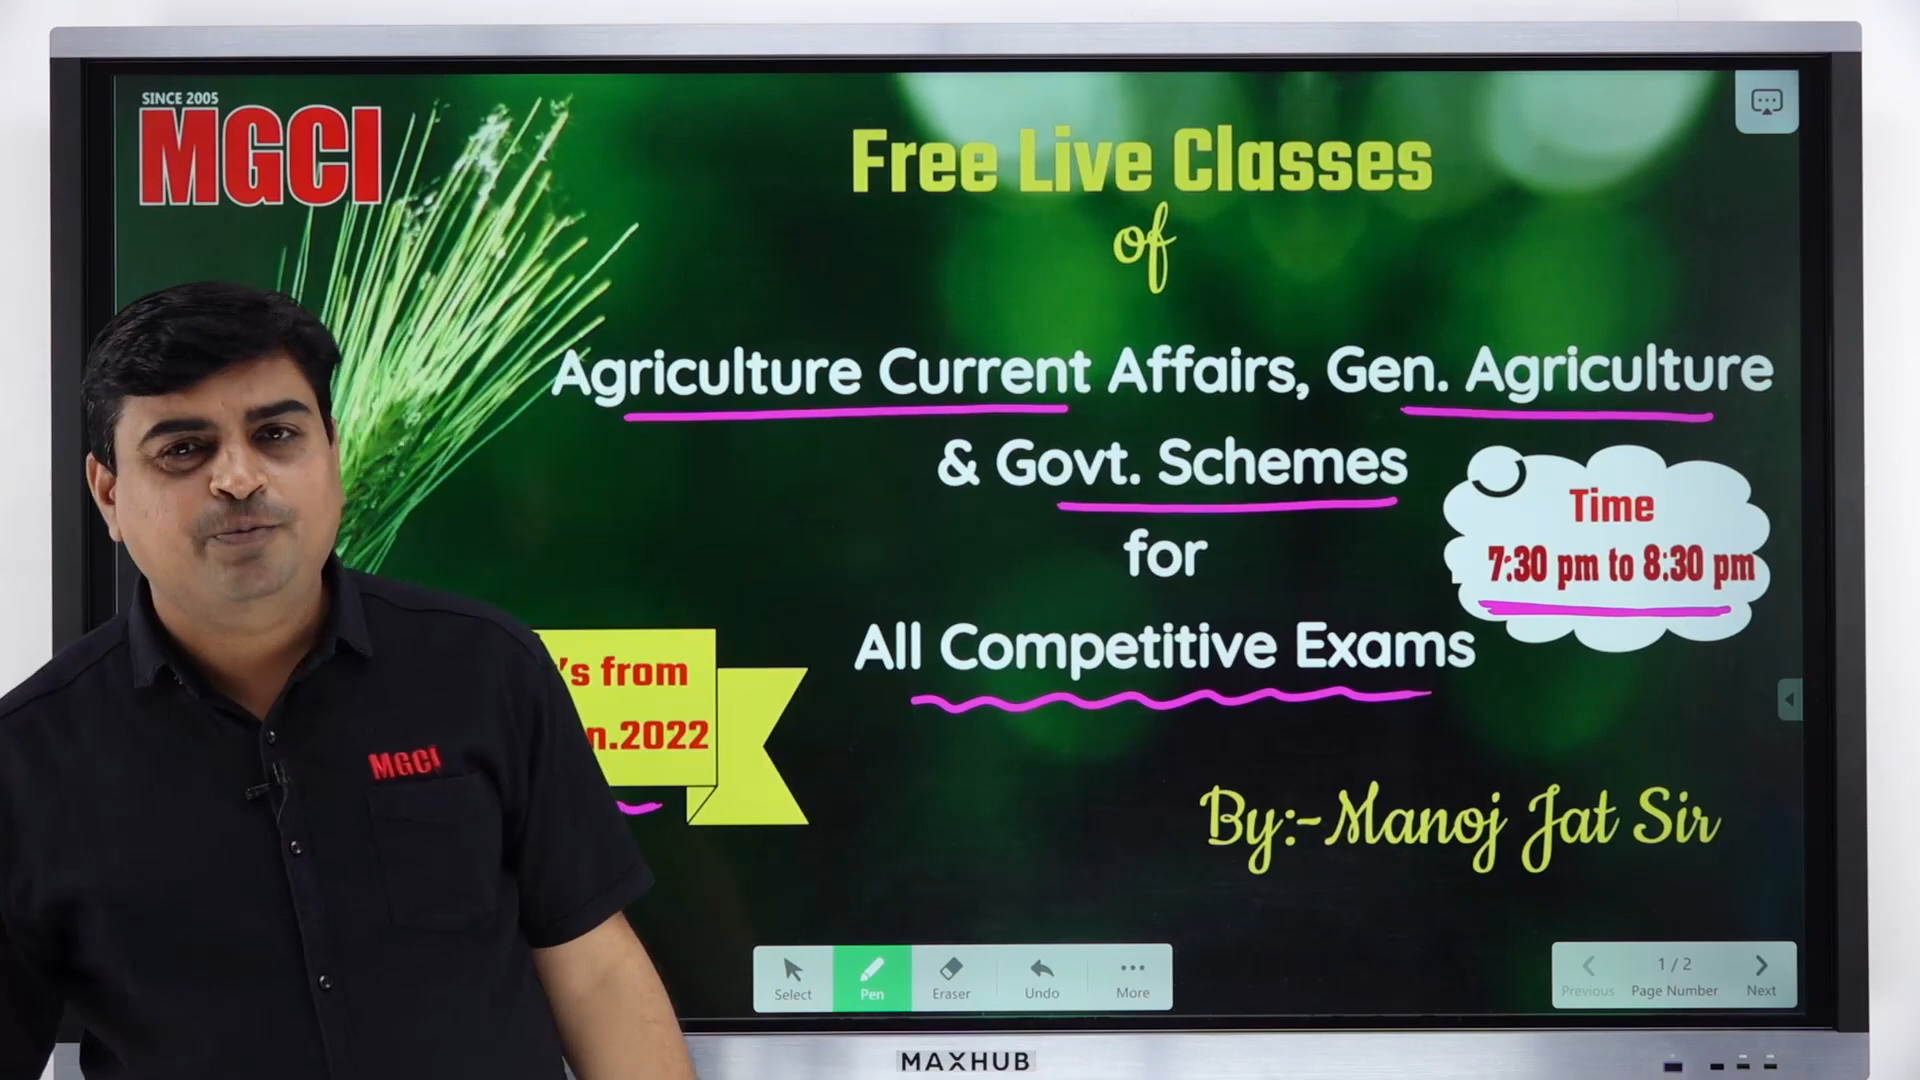 SINCE 2005
MGCI
Free Live Classes
of
Agriculture Current Affairs, Gen. Agriculture
& Govt. Schemes
for
All Competitive Exams
Time
7:30 pm to 8:30 pm
's from
n.2022
By:-Manoj Jat Sir
MGCI
Select
Pen
Eraser
Undo
More
Previous
1 / 2
Page Number
Next
MAXHUB